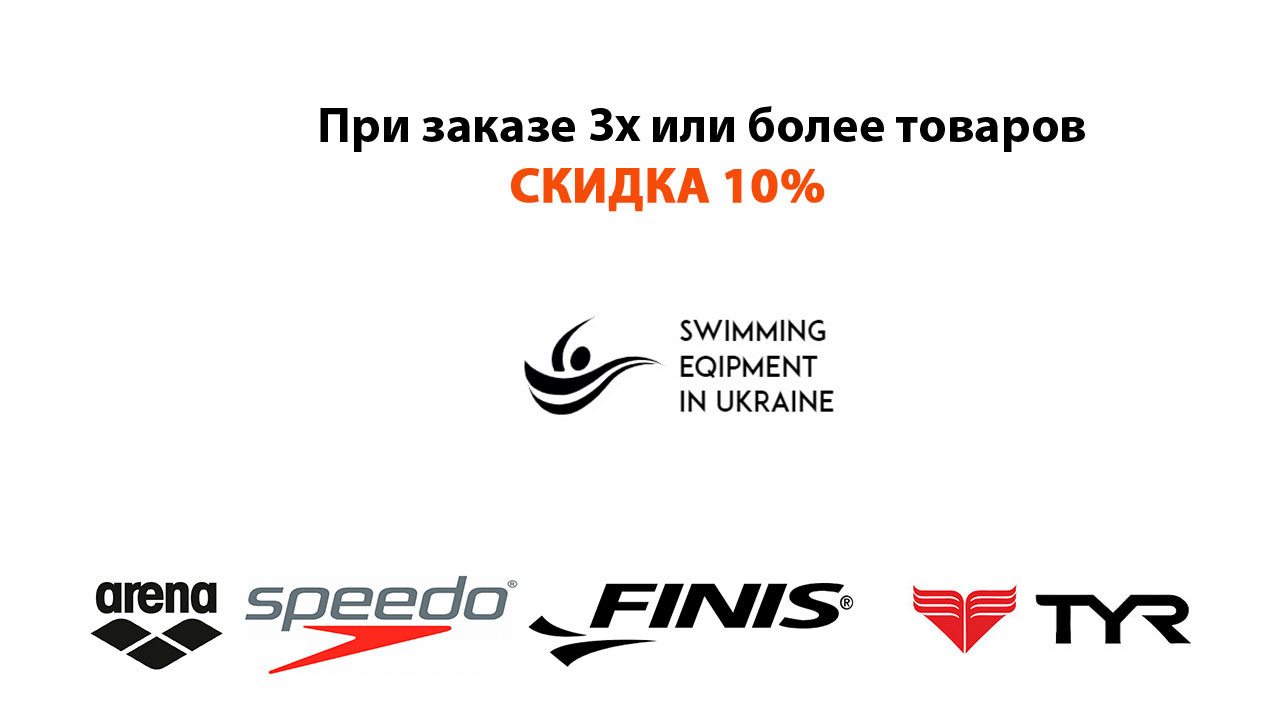 При заказе 3х или более товаров
СКИДКА 10%
SWIMMING
EQIPMENT
IN UKRAINE
arena speedo® FINIS® TYR